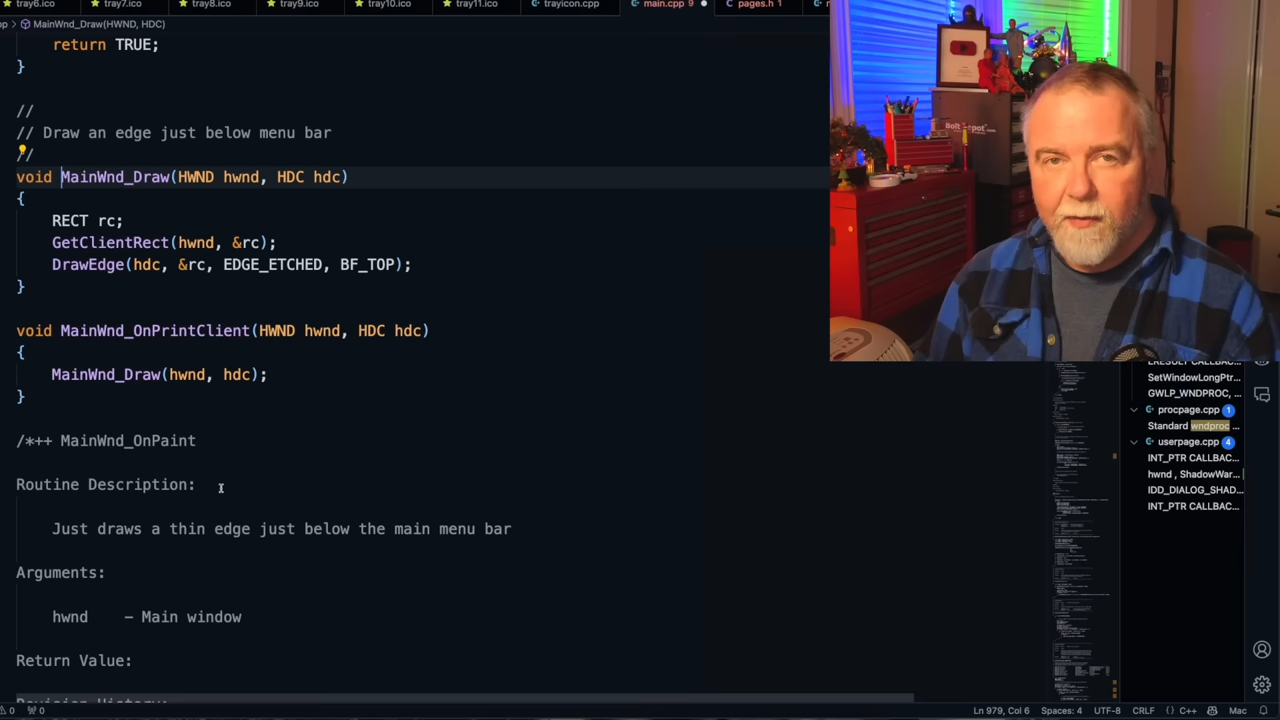 tray6.ico
tray7.ico
tray8.ico
tray9.ico
tray10.ico
tray11.ico
trayicon.cpp
main.cpp 9
pages.h 1
MainWnd_Draw(HWND, HDC)
return TRUE;
}
//
// Draw an edge just below menu bar
//
void MainWnd_Draw(HWND hwnd, HDC hdc)
{
RECT rc;
GetClientRect(hwnd, &rc);
DrawEdge(hdc, &rc, EDGE_ETCHED, BF_TOP);
}
void MainWnd_OnPrintClient(HWND hwnd, HDC hdc)
{
MainWnd_Draw(hwnd, hdc);
}
/*++ MainWnd_OnPaint
Routine Description:
Just draws a thin edge just below the main menu bar
Arguments:
hwnd    – Main window
Return Value:
LRESULT CALLBAC...
SetWindowLongPtr...
GWLP_WNDPROC, ...
procpage.cpp 1
Standard wndproc ...
userpage.cpp 4
INT_PTR CALLBAC...
hwnd , ShadowWar...
IDD_DIALOG_SHAD...
INT_PTR CALLBAC...
0
0
Ln 979, Col 6
Spaces: 4
UTF-8
CRLF
{ } C++
Mac